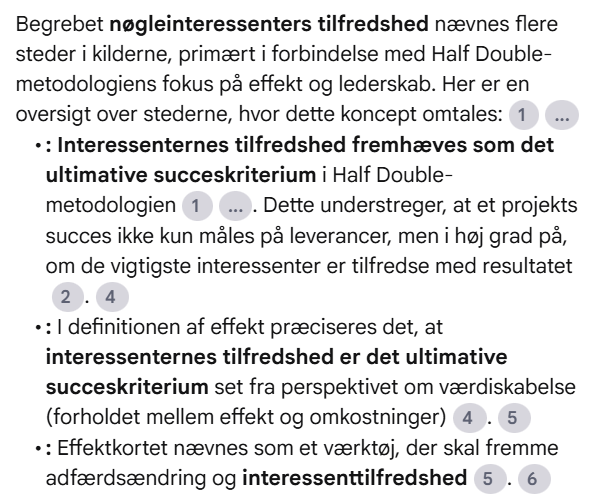 Begrebet nøgleinteressenters tilfredshed nævnes flere
steder i kilderne, primært i forbindelse med Half Double-
metodologiens fokus på effekt og lederskab. Her er en
oversigt over stederne, hvor dette koncept omtales: 1 ...
• : Interessenternes tilfredshed fremhæves som det
ultimative succeskriterium i Half Double-
metodologien 1 ... . Dette understreger, at et projekts
succes ikke kun måles på leverancer, men i høj grad på,
om de vigtigste interessenter er tilfredse med resultatet
2 . 4
• : I definitionen af effekt præciseres det, at
interessenternes tilfredshed er det ultimative
succeskriterium set fra perspektivet om værdiskabelse
(forholdet mellem effekt og omkostninger) 4 . 5
• : Effektkortet nævnes som et værktøj, der skal fremme
adfærdsændring og interessenttilfredshed 5 . 6